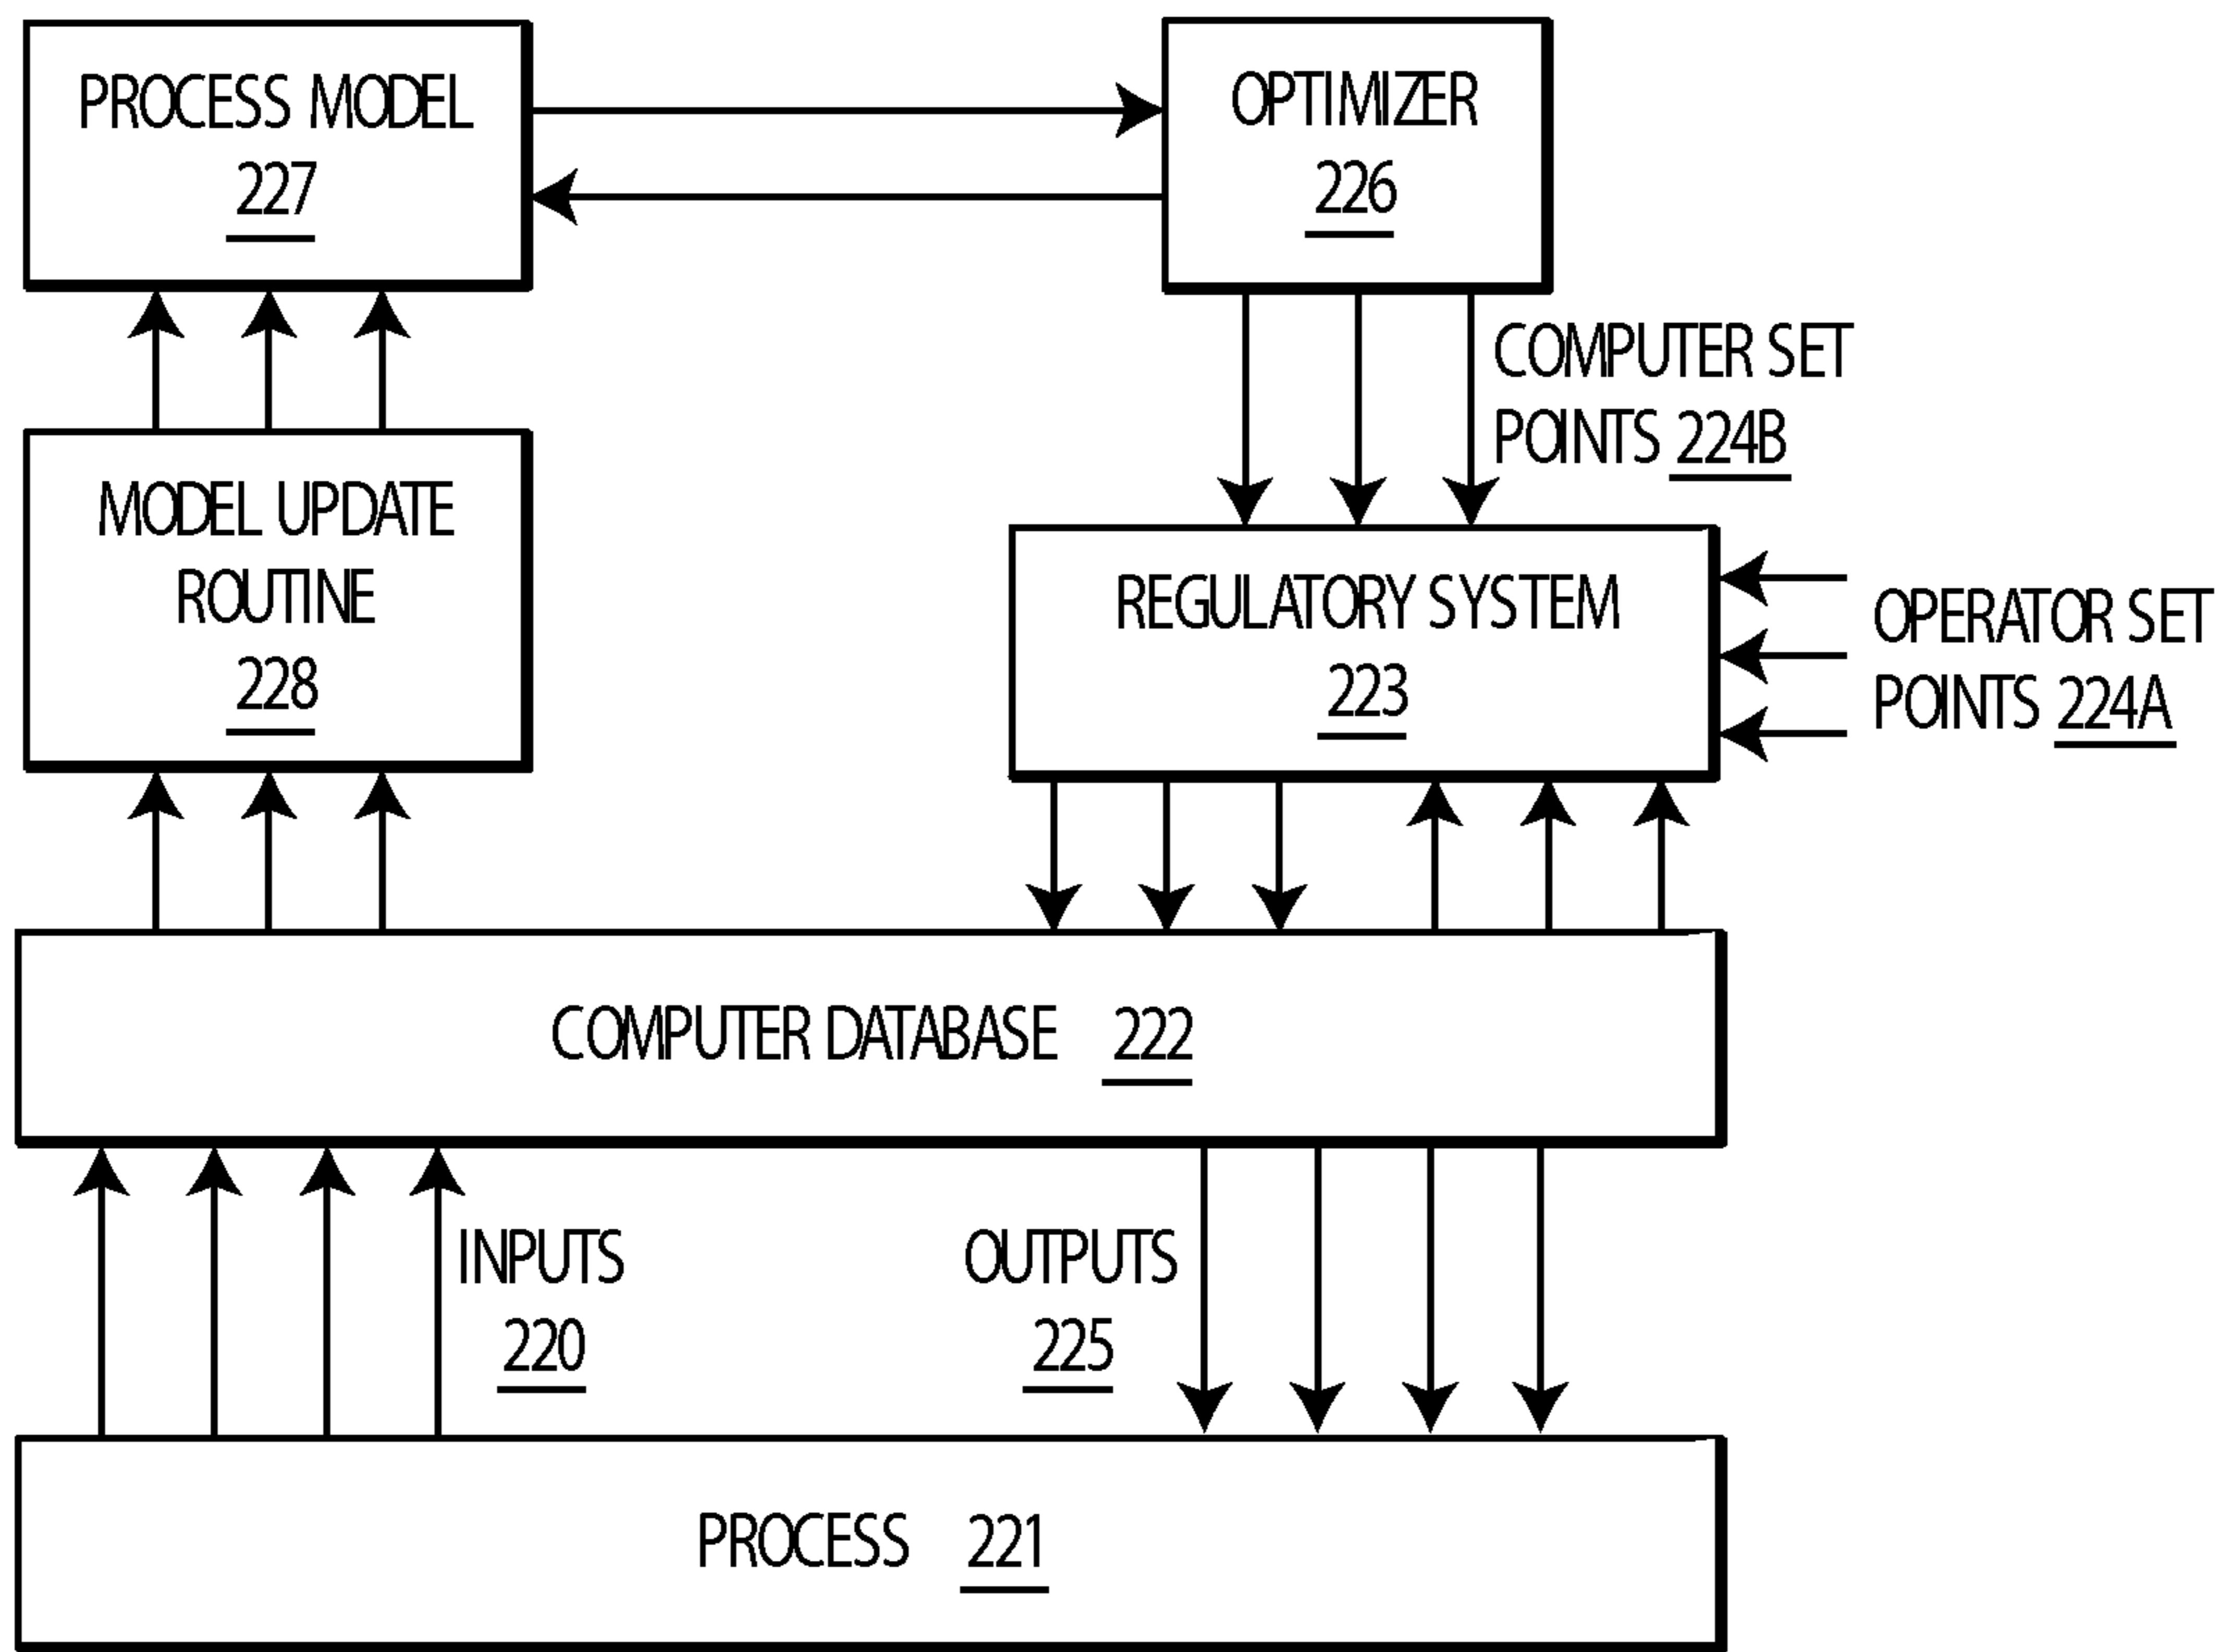 PROCESS MODEL
227
OPTIMIZER
226
COMPUTER SET
POINTS 224B
MODEL UPDATE
ROUTINE
228
REGULATORY SYSTEM
223
OPERATOR SET
POINTS 224A
COMPUTER DATABASE 222
INPUTS
220
OUTPUTS
225
PROCESS 221